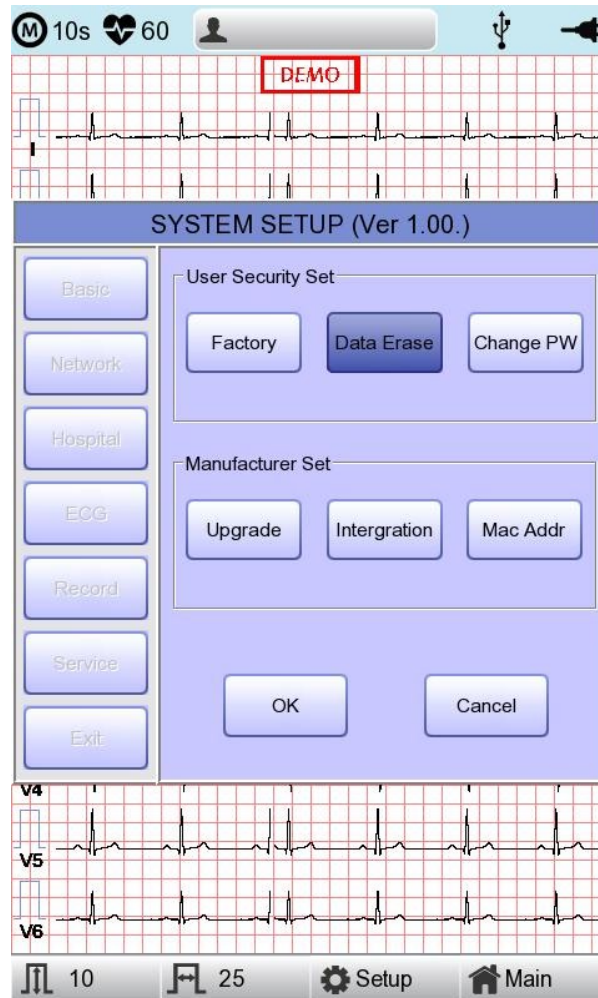 M 10s 60
DEMO
I
SYSTEM SETUP (Ver 1.00.)
Basic
Network
Hospital
ECG
Record
Service
Exit
User Security Set
Factory Data Erase Change PW
Manufacturer Set
Upgrade Intergration Mac Addr
OK Cancel
V4
V5
V6
10 25 Setup Main